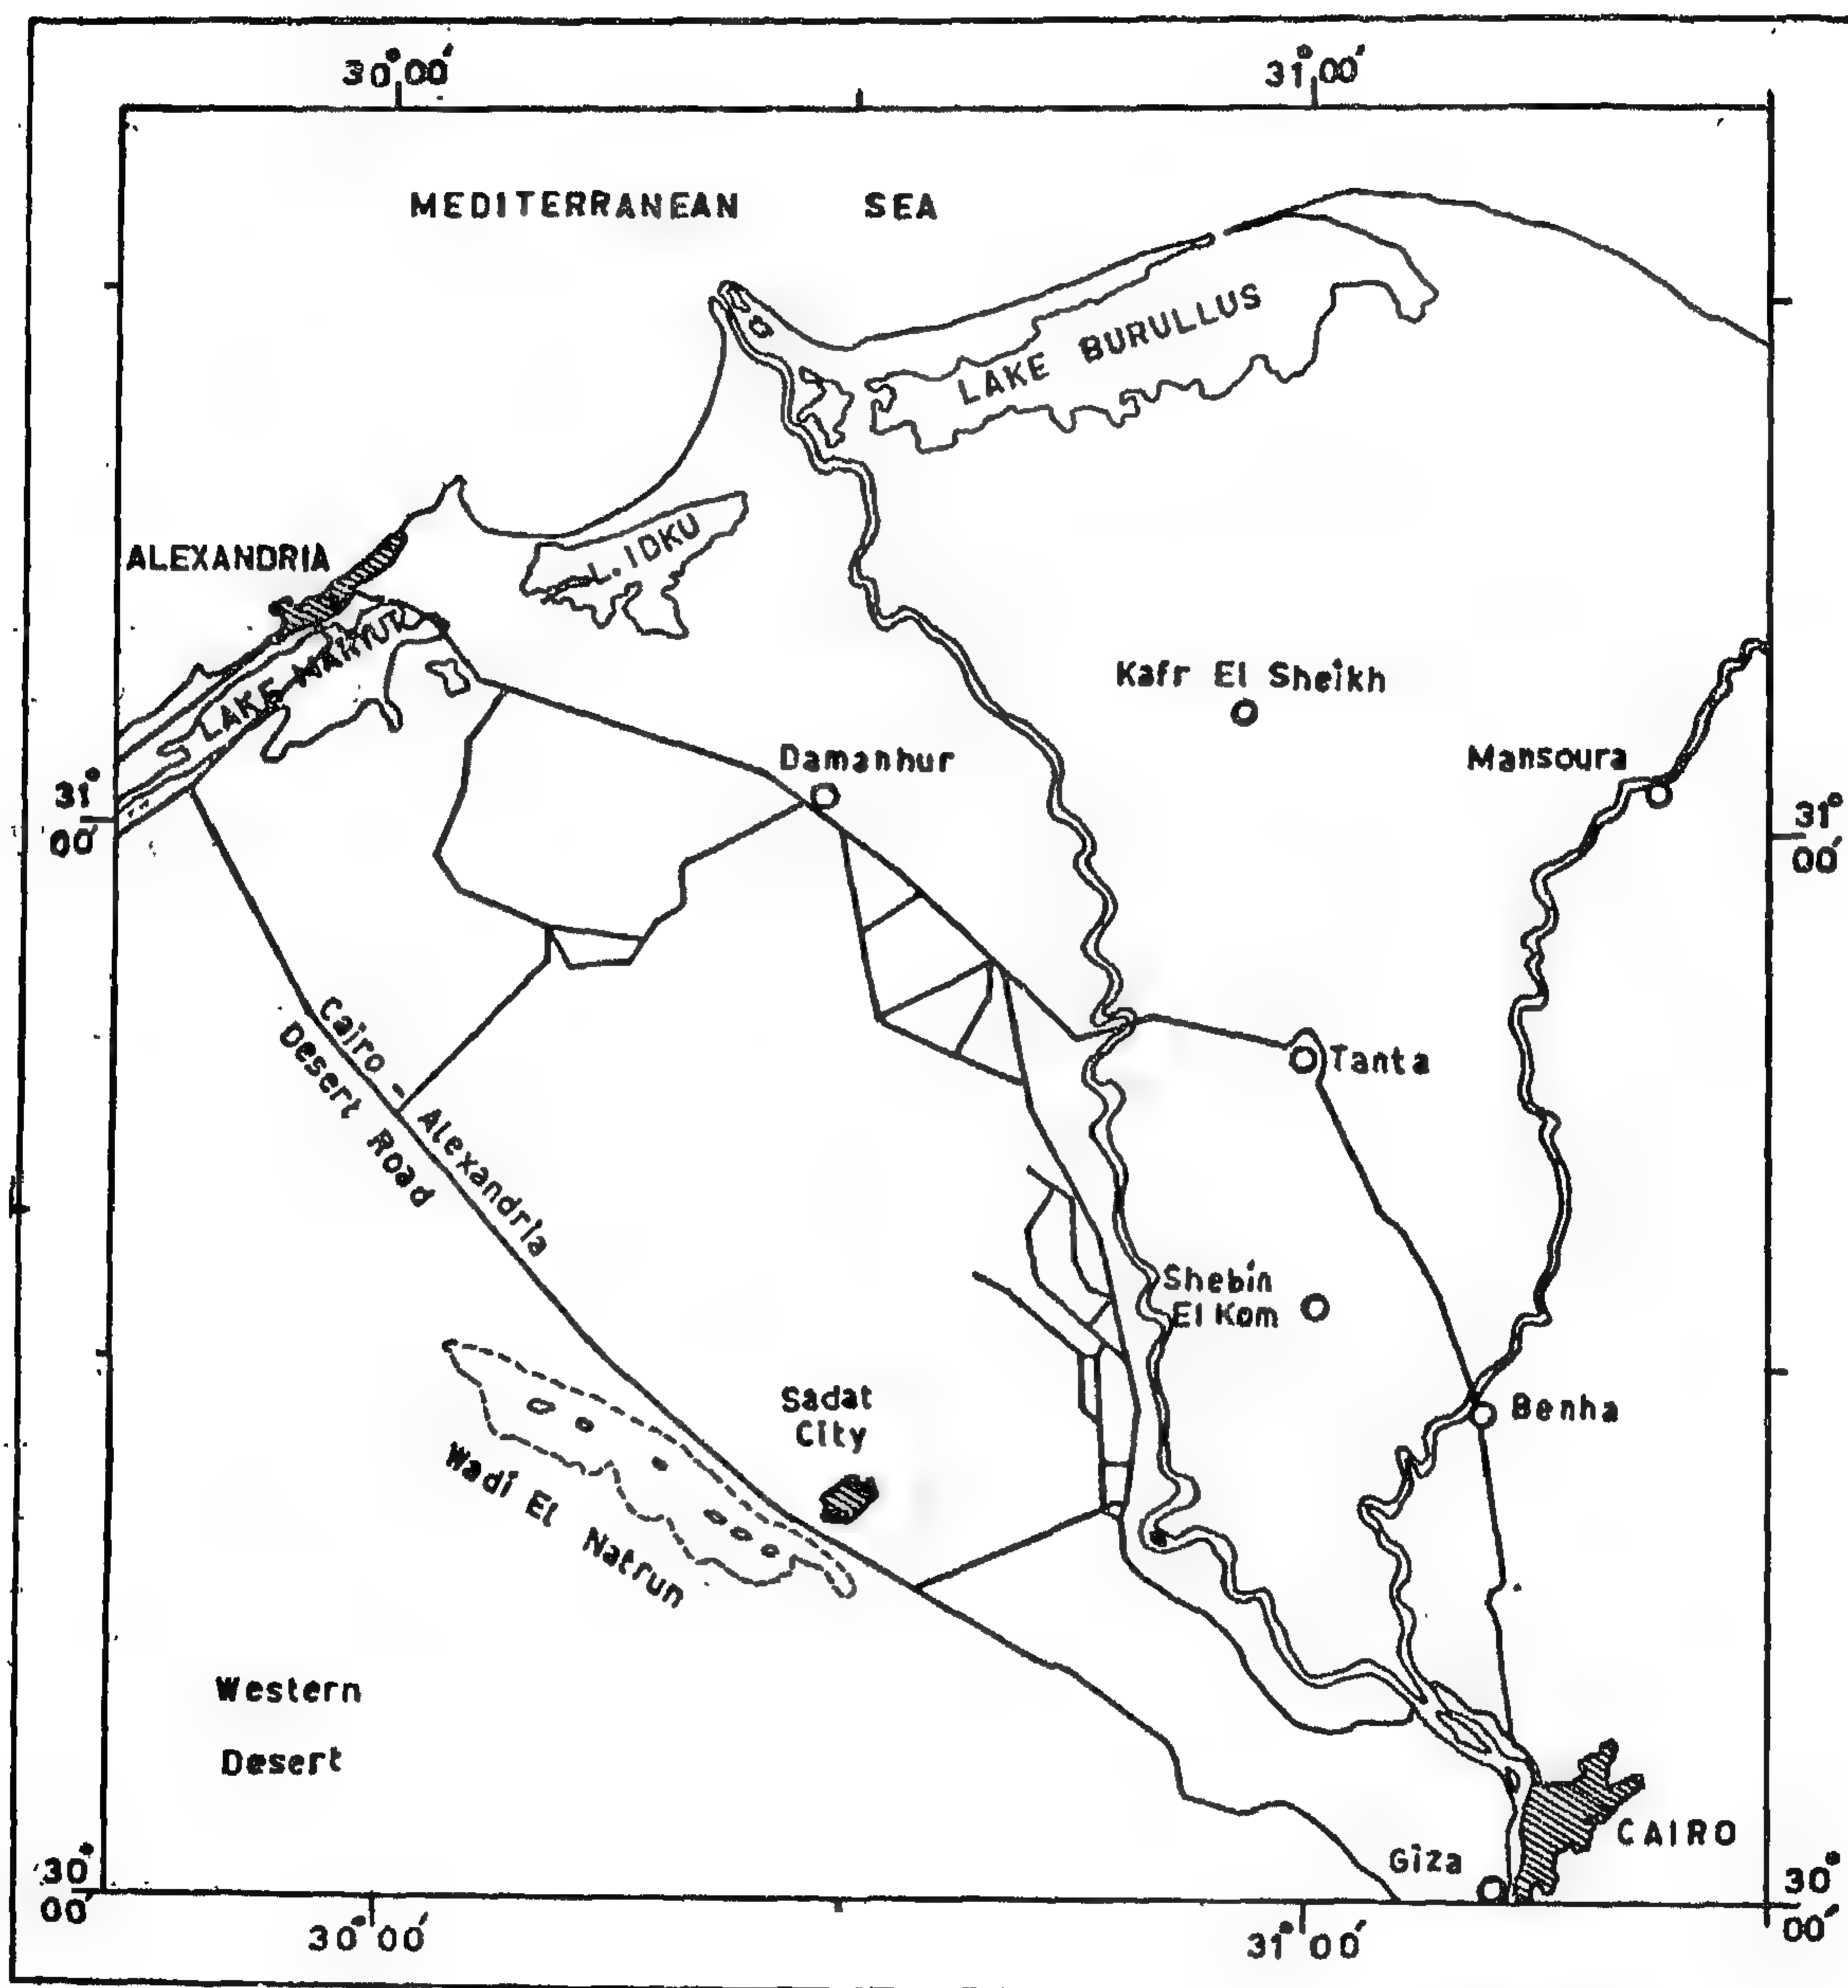 30°00′
31°00′
MEDITERRANEAN SEA
LAKE BURULLUS
ALEXANDRIA
L. IDKU
LAKE MARYUT
Kafr El Sheikh
Damanhur
Mansoura
31°
00′
31°
00′
Cairo - Alexandria
Desert Road
Tanta
Shebin
El Kom
Sadat
City
Benha
Wadi El Natrun
Western
Desert
CAIRO
Giza
30°
00′
30°
00′
30°00′
31°00′